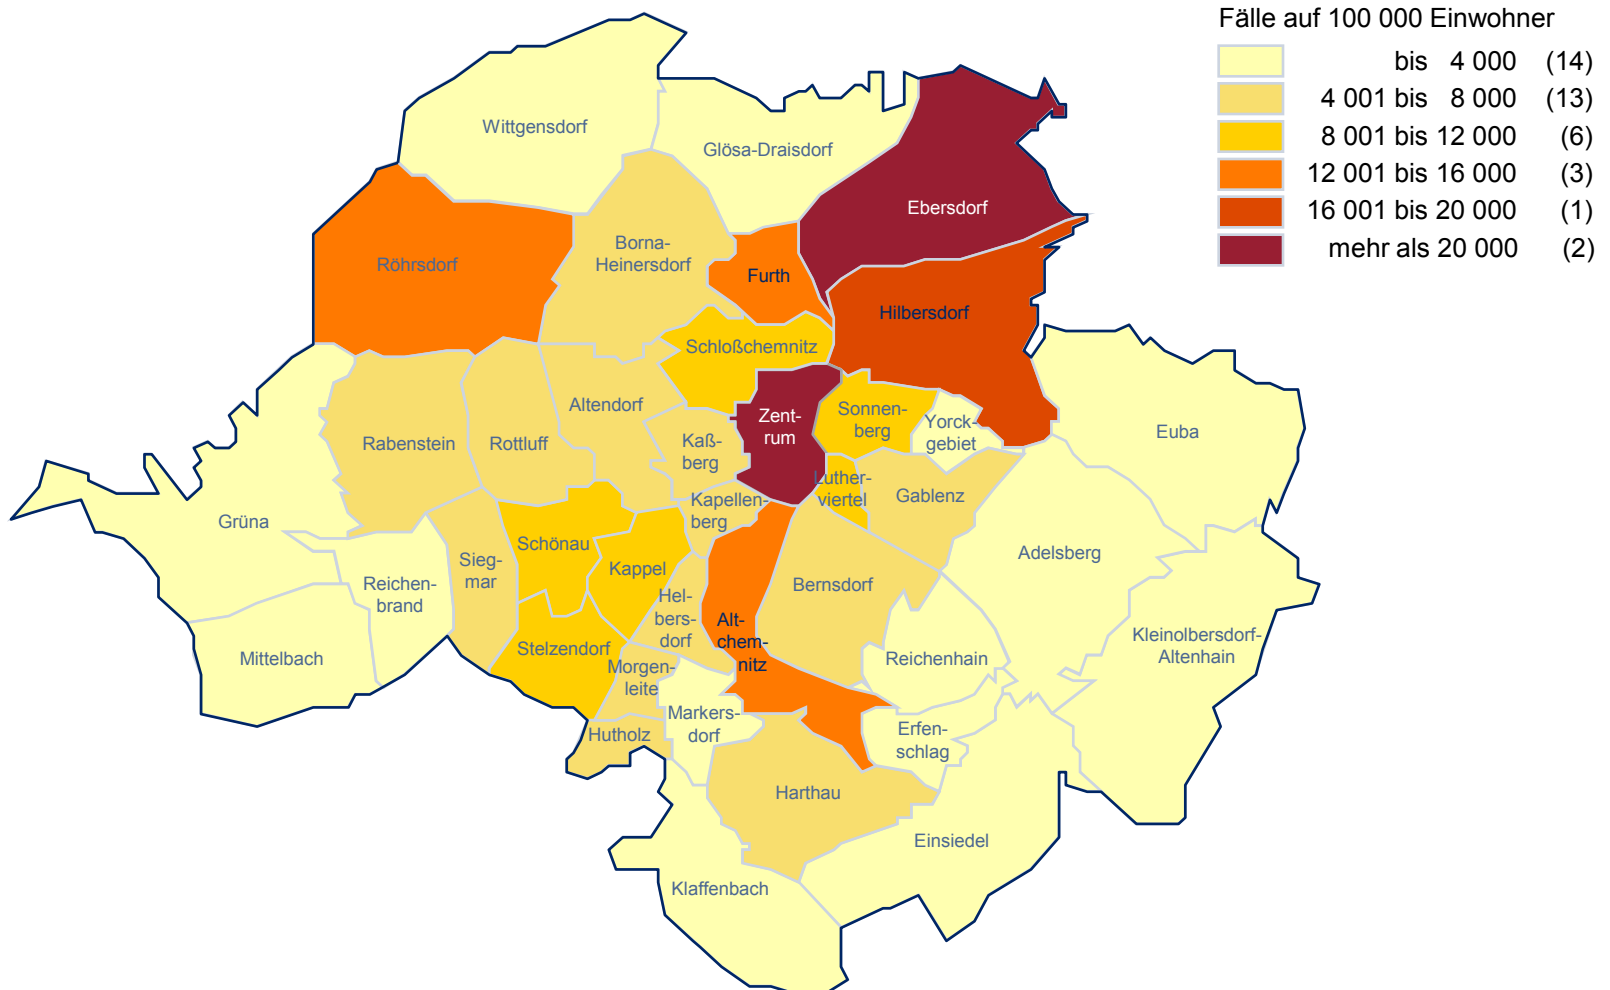 Fälle auf 100 000 Einwohner
bis 4 000 (14)
4 001 bis 8 000 (13)
8 001 bis 12 000 (6)
12 001 bis 16 000 (3)
16 001 bis 20 000 (1)
mehr als 20 000 (2)
Wittgensdorf
Glösa-Draisdorf
Ebersdorf
Borna-
Heinersdorf
Röhrsdorf
Furth
Hilbersdorf
Schloßchemnitz
Altendorf
Zent-
rum
Sonnen-
berg
Yorck-
gebiet
Euba
Rabenstein
Rottluff
Kaß-
berg
Luther-
viertel
Gablenz
Kapellen-
berg
Grüna
Schönau
Adelsberg
Sieg-
mar
Kappel
Reichen-
brand
Bernsdorf
Hel-
bers-
dorf
Alt-
chem-
nitz
Kleinolbersdorf-
Altenhain
Mittelbach
Stelzendorf
Reichenhain
Morgen-
leite
Markers-
dorf
Hutholz
Erfen-
schlag
Harthau
Einsiedel
Klaffenbach